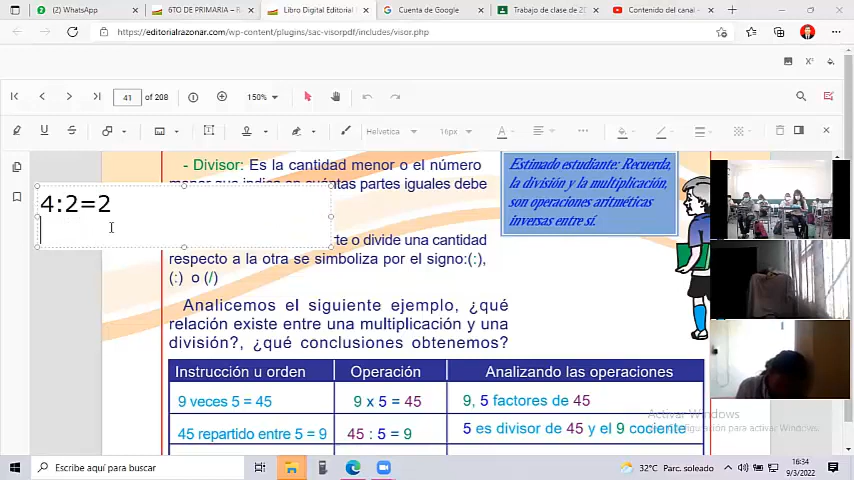 (2) WhatsApp
6TO DE PRIMARIA – R
Libro Digital Editorial
Cuenta de Google
Trabajo de clase de 2D
Contenido del canal -
https://editorialrazonar.com/wp-content/plugins/sac-visorpdf/includes/visor.php
41 of 208
150%
Helvetica
16px
- Divisor: Es la cantidad menor o el número
menor que indica en cuántas partes iguales debe
4:2=2
te o divide una cantidad
respecto a la otra se simboliza por el signo:(:),
(:) o (/)
Estimado estudiante: Recuerda,
la división y la multiplicación,
son operaciones aritméticas
inversas entre sí.
Analicemos el siguiente ejemplo, ¿qué
relación existe entre una multiplicación y una
división?, ¿qué conclusiones obtenemos?
Instrucción u orden Operación Analizando las operaciones
9 veces 5 = 45 9 x 5 = 45 9, 5 factores de 45
45 repartido entre 5 = 9 45 : 5 = 9 5 es divisor de 45 y el 9 cociente
Activar Windows
Configuración para activar Windows.
Escribe aquí para buscar
32°C Parc. soleado
16:34
9/3/2022